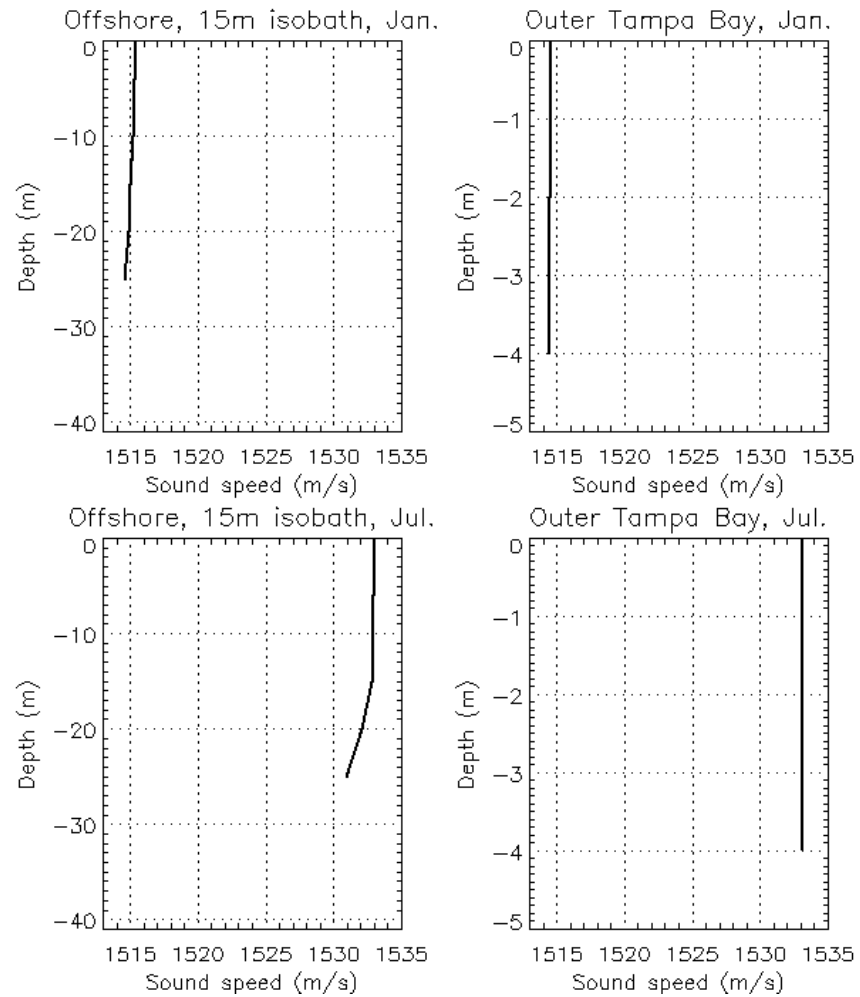 Offshore, 15m isobath, Jan.
0
-10
-20
-30
-40
Depth (m)
1515 1520 1525 1530 1535
Sound speed (m/s)
Outer Tampa Bay, Jan.
0
-1
-2
-3
-4
-5
Depth (m)
1515 1520 1525 1530 1535
Sound speed (m/s)
Offshore, 15m isobath, Jul.
0
-10
-20
-30
-40
Depth (m)
1515 1520 1525 1530 1535
Sound speed (m/s)
Outer Tampa Bay, Jul.
0
-1
-2
-3
-4
-5
Depth (m)
1515 1520 1525 1530 1535
Sound speed (m/s)